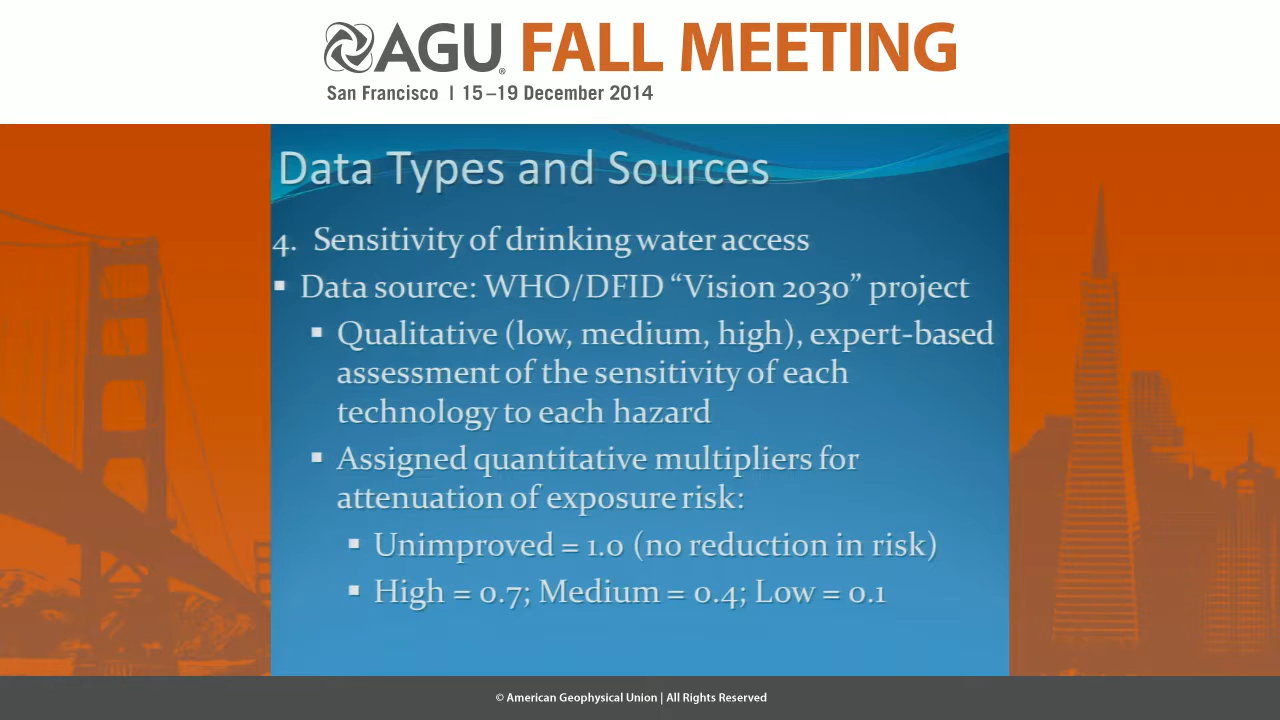 AGU® FALL MEETING
San Francisco | 15–19 December 2014
Data Types and Sources
4. Sensitivity of drinking water access
▪ Data source: WHO/DFID “Vision 2030” project
▪ Qualitative (low, medium, high), expert-based
assessment of the sensitivity of each
technology to each hazard
▪ Assigned quantitative multipliers for
attenuation of exposure risk:
▪ Unimproved = 1.0 (no reduction in risk)
▪ High = 0.7; Medium = 0.4; Low = 0.1
© American Geophysical Union | All Rights Reserved